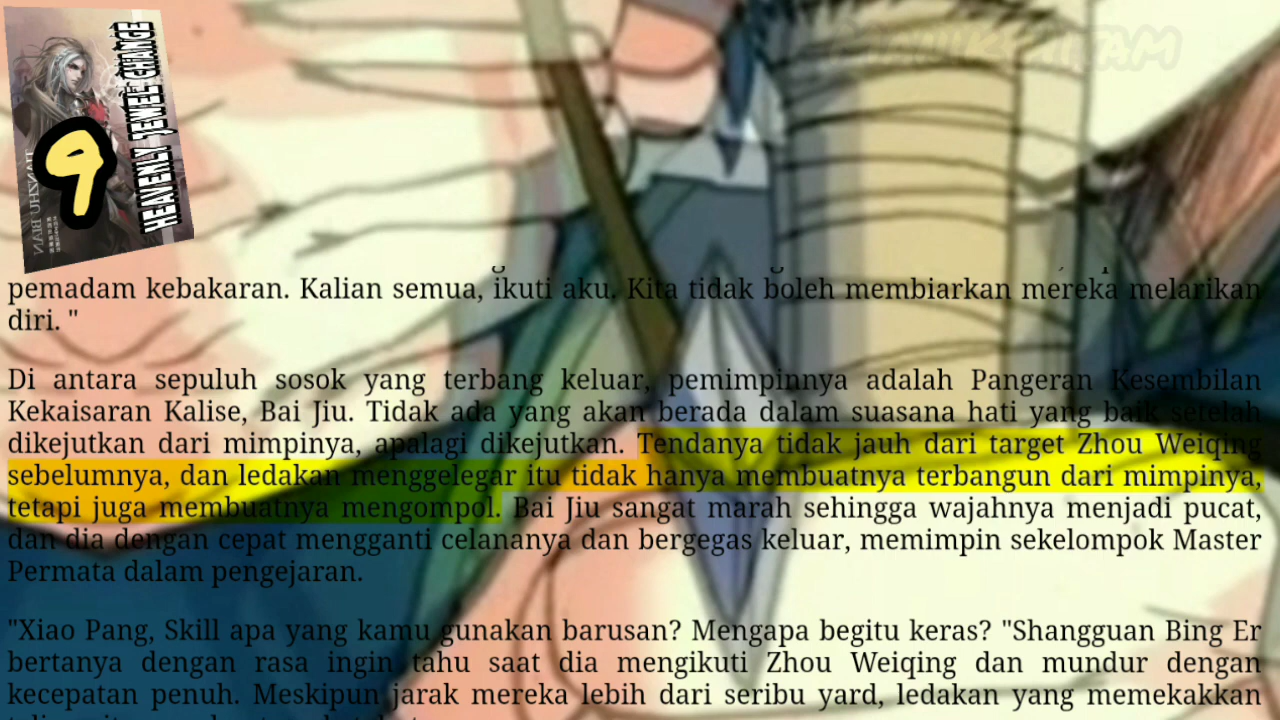 HEAVENLY JEWEL CHANGE
9
pemadam kebakaran. Kalian semua, ikuti aku. Kita tidak boleh membiarkan mereka melarikan
diri. "
Di antara sepuluh sosok yang terbang keluar, pemimpinnya adalah Pangeran Kesembilan
Kekaisaran Kalise, Bai Jiu. Tidak ada yang akan berada dalam suasana hati yang baik setelah
dikejutkan dari mimpinya, apalagi dikejutkan. Tendanya tidak jauh dari target Zhou Weiqing
sebelumnya, dan ledakan menggelegar itu tidak hanya membuatnya terbangun dari mimpinya,
tetapi juga membuatnya mengompol. Bai Jiu sangat marah sehingga wajahnya menjadi pucat,
dan dia dengan cepat mengganti celananya dan bergegas keluar, memimpin sekelompok Master
Permata dalam pengejaran.
"Xiao Pang, Skill apa yang kamu gunakan barusan? Mengapa begitu keras? "Shangguan Bing Er
bertanya dengan rasa ingin tahu saat dia mengikuti Zhou Weiqing dan mundur dengan
kecepatan penuh. Meskipun jarak mereka lebih dari seribu yard, ledakan yang memekakkan